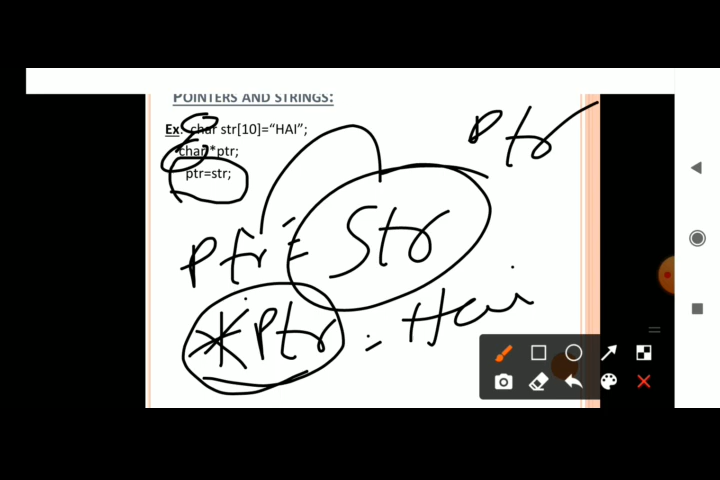 POINTERS AND STRINGS:
Ex: char str[10]="HAI";
char *ptr;
ptr=str;
Ptr
Ptr = Str
*Ptr = Hai